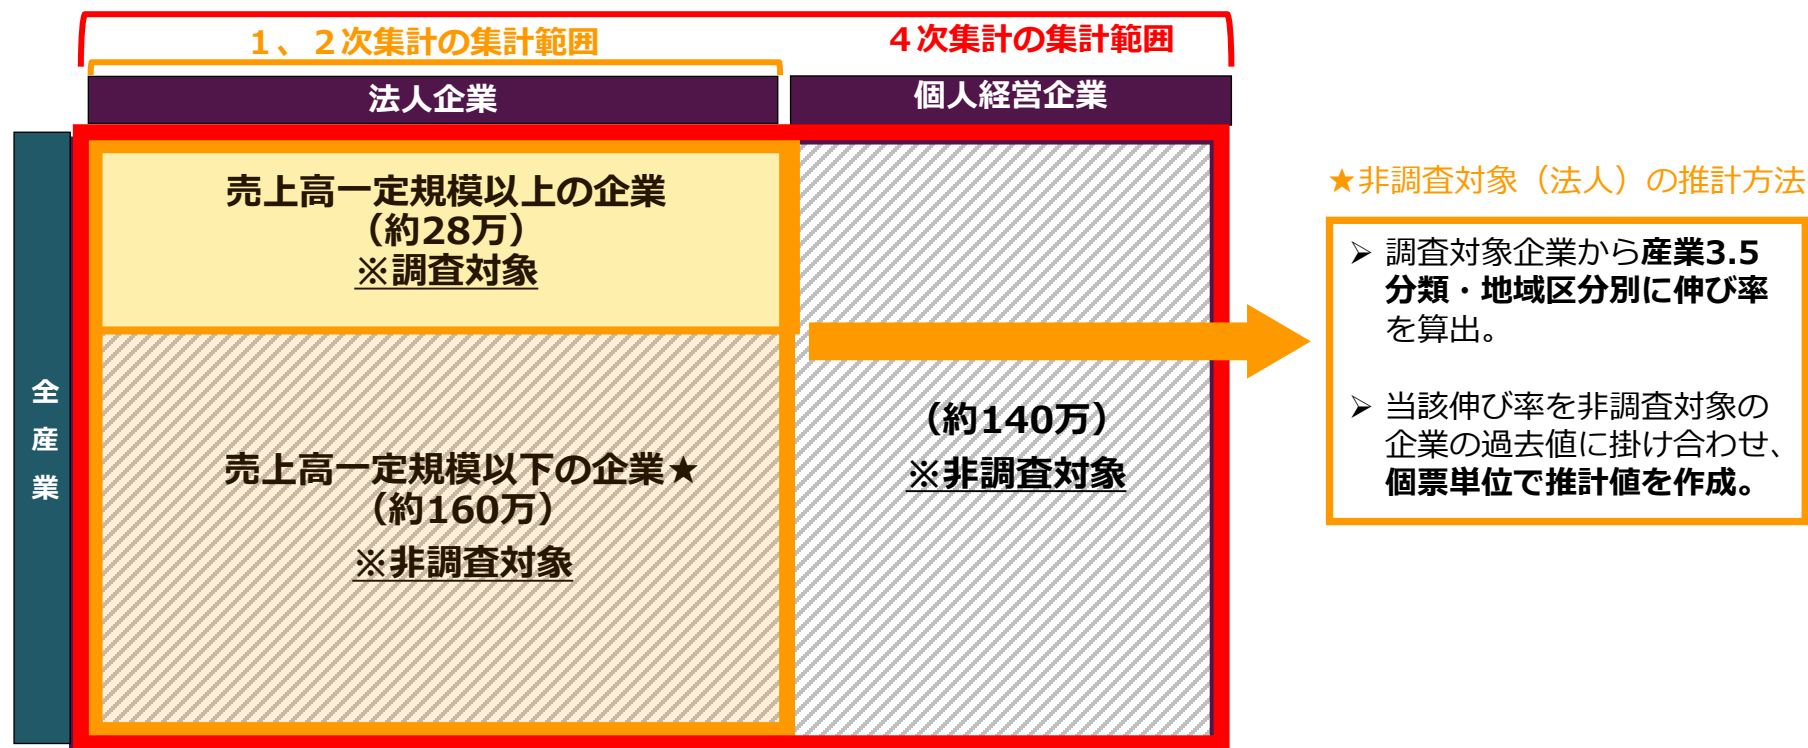 1、2次集計の集計範囲
4次集計の集計範囲
法人企業
個人経営企業
全産業
売上高一定規模以上の企業
（約28万）
※調査対象
売上高一定規模以下の企業★
（約160万）
※非調査対象
（約140万）
※非調査対象
★非調査対象（法人）の推計方法
➢ 調査対象企業から産業3.5
分類・地域区分別に伸び率
を算出。
➢ 当該伸び率を非調査対象の
企業の過去値に掛け合わせ、
個票単位で推計値を作成。